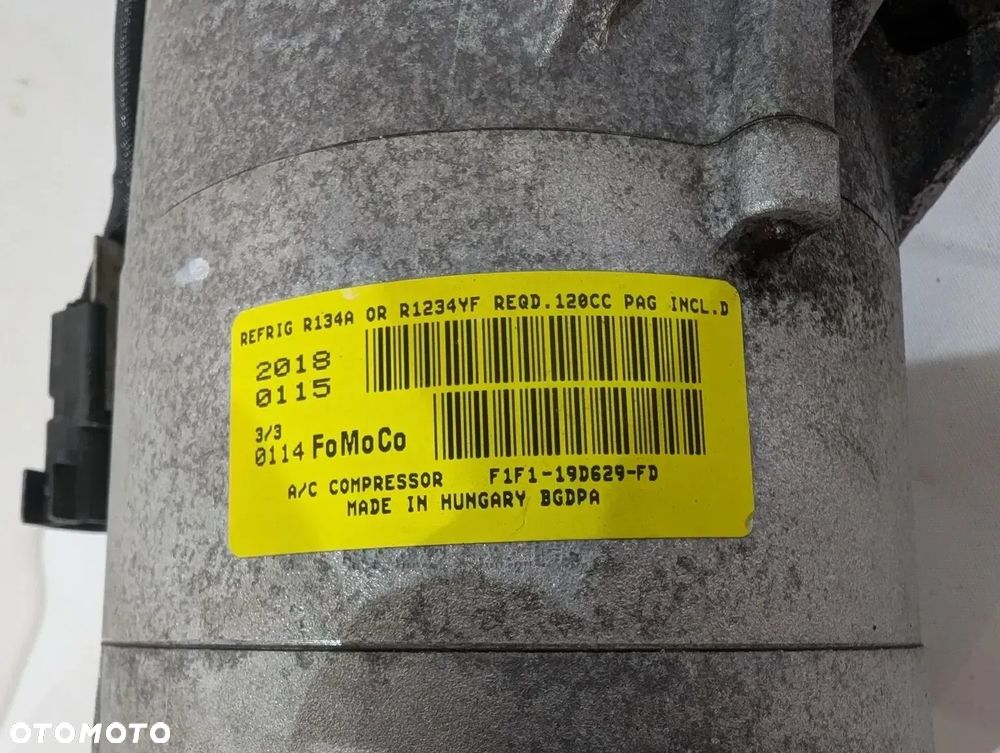 REFRIG R134A OR R1234YF REQD.120CC PAG INCL.D
2018
0115
3/3
0114 FoMoCo
A/C COMPRESSOR F1F1-19D629-FD
MADE IN HUNGARY BGDPA
OTOMOTO